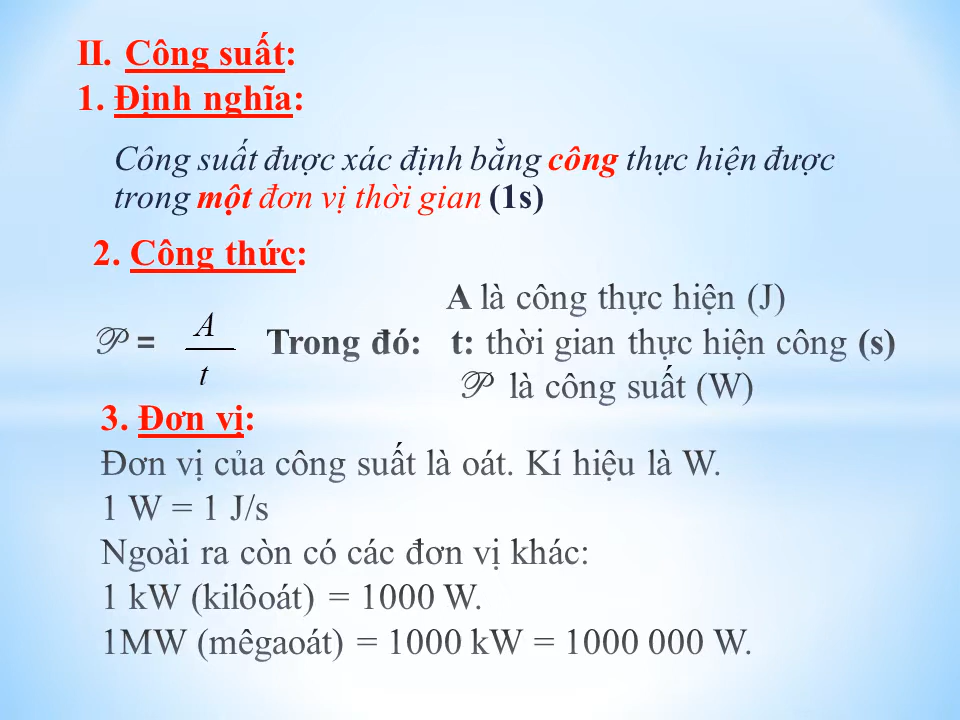 II. Công suất:
1. Định nghĩa:
Công suất được xác định bằng công thực hiện được
trong một đơn vị thời gian (1s)
2. Công thức:
A là công thực hiện (J)
𝒫 = A/t Trong đó: t: thời gian thực hiện công (s)
𝒫 là công suất (W)
3. Đơn vị:
Đơn vị của công suất là oát. Kí hiệu là W.
1 W = 1 J/s
Ngoài ra còn có các đơn vị khác:
1 kW (kilôoát) = 1000 W.
1MW (mêgaoát) = 1000 kW = 1000 000 W.